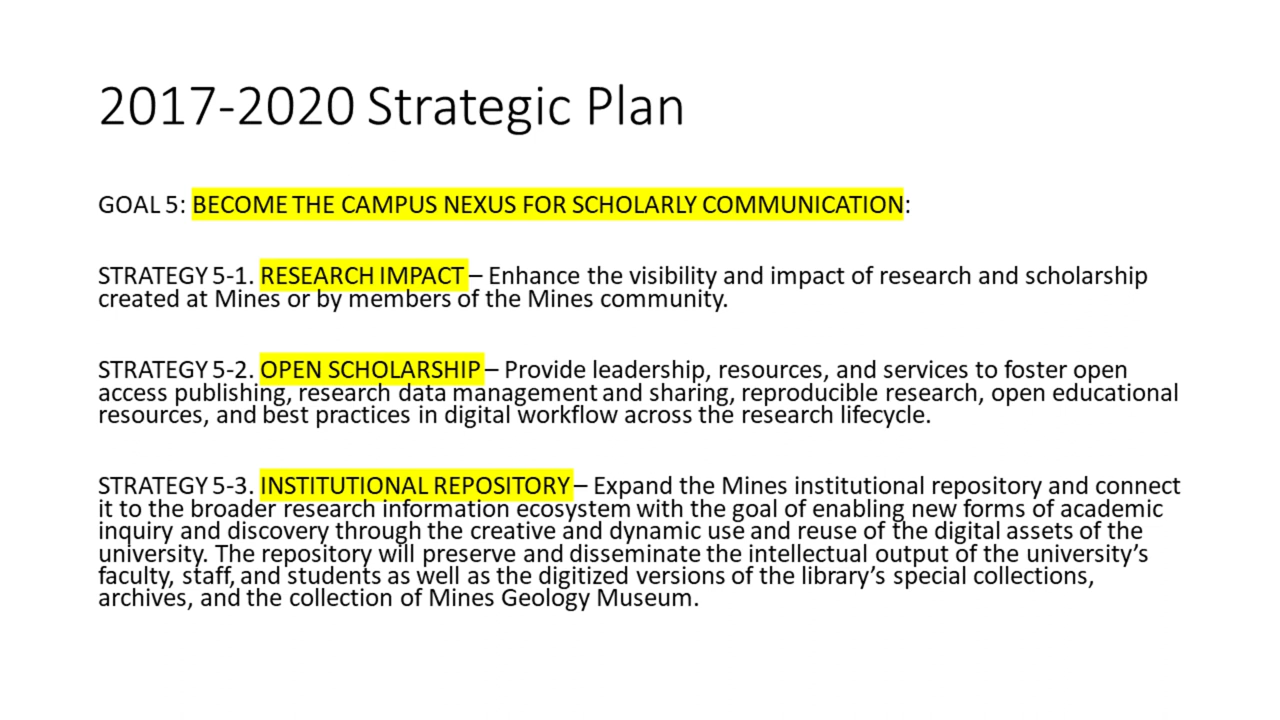 2017-2020 Strategic Plan
GOAL 5: BECOME THE CAMPUS NEXUS FOR SCHOLARLY COMMUNICATION:
STRATEGY 5-1. RESEARCH IMPACT – Enhance the visibility and impact of research and scholarship
created at Mines or by members of the Mines community.
STRATEGY 5-2. OPEN SCHOLARSHIP – Provide leadership, resources, and services to foster open
access publishing, research data management and sharing, reproducible research, open educational
resources, and best practices in digital workflow across the research lifecycle.
STRATEGY 5-3. INSTITUTIONAL REPOSITORY – Expand the Mines institutional repository and connect
it to the broader research information ecosystem with the goal of enabling new forms of academic
inquiry and discovery through the creative and dynamic use and reuse of the digital assets of the
university. The repository will preserve and disseminate the intellectual output of the university’s
faculty, staff, and students as well as the digitized versions of the library’s special collections,
archives, and the collection of Mines Geology Museum.